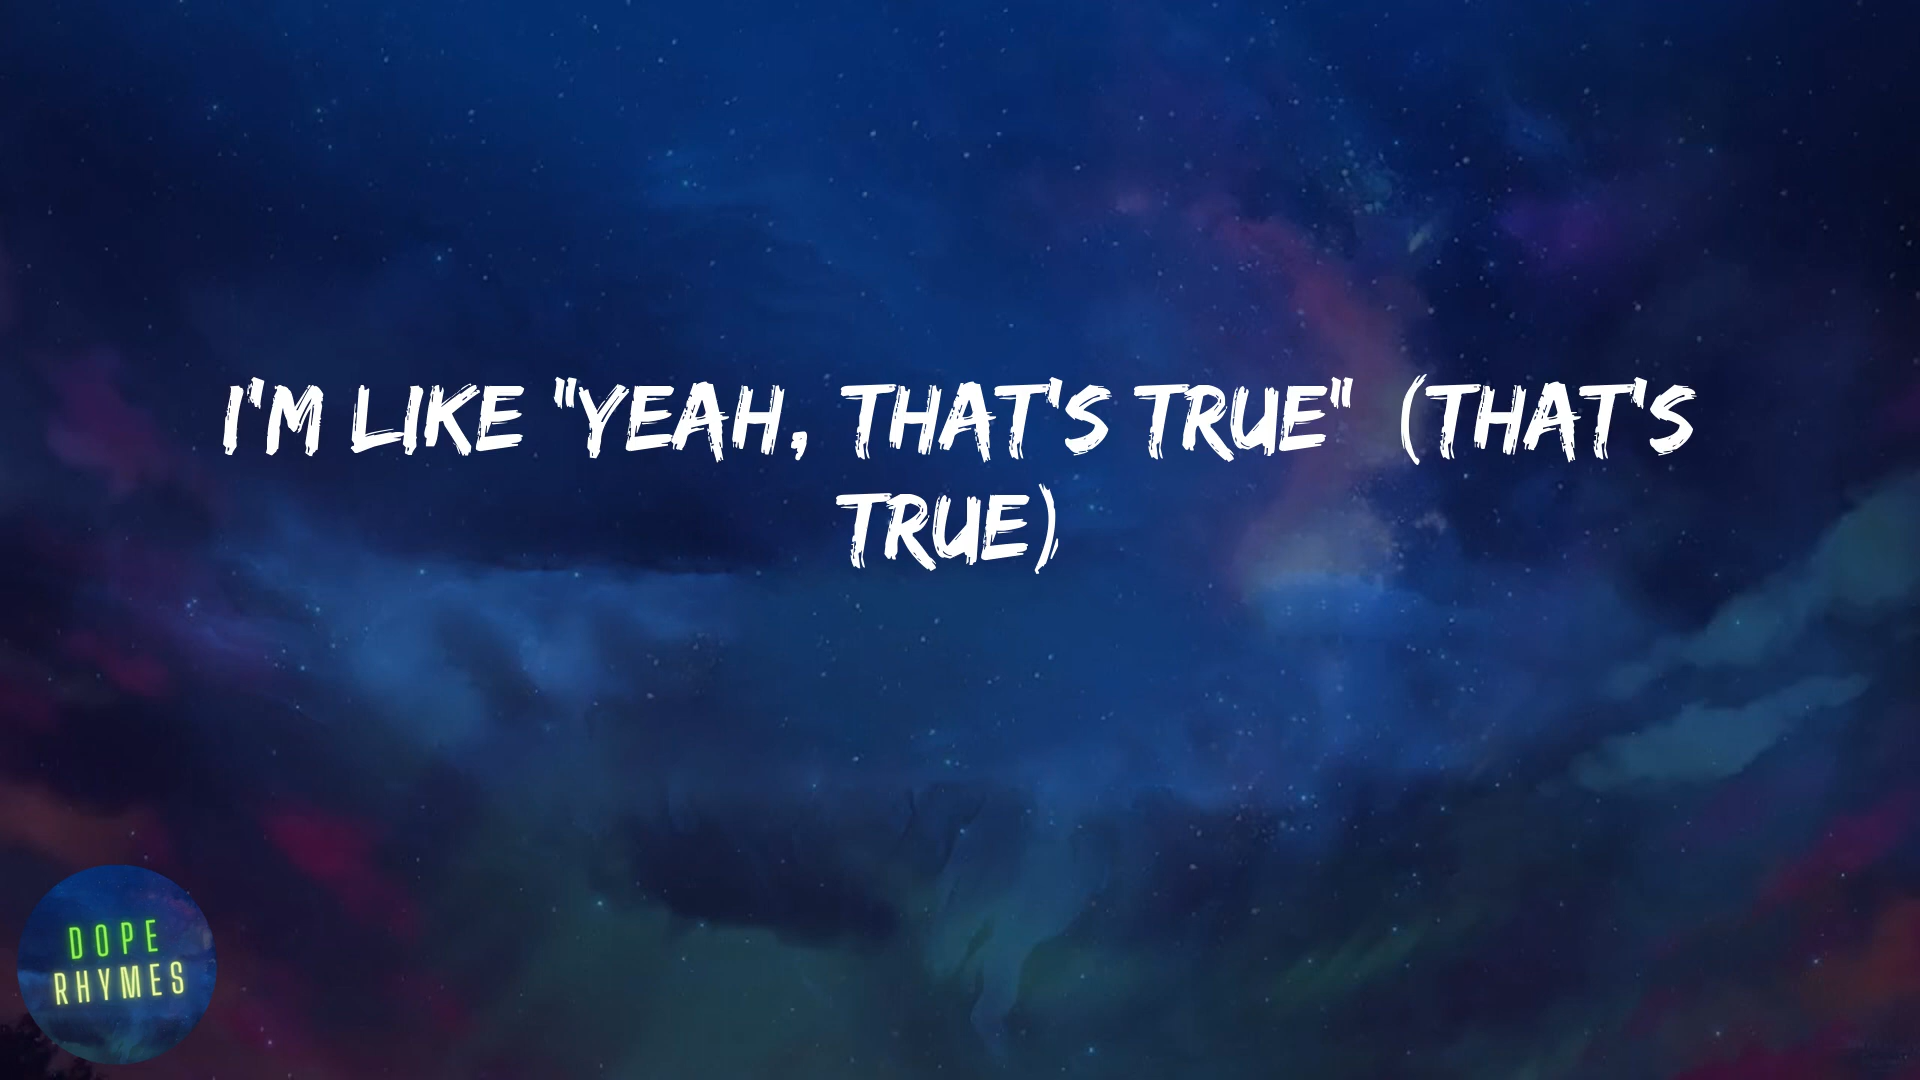 I'M LIKE "YEAH, THAT'S TRUE" (THAT'S
TRUE)
DOPE
RHYMES